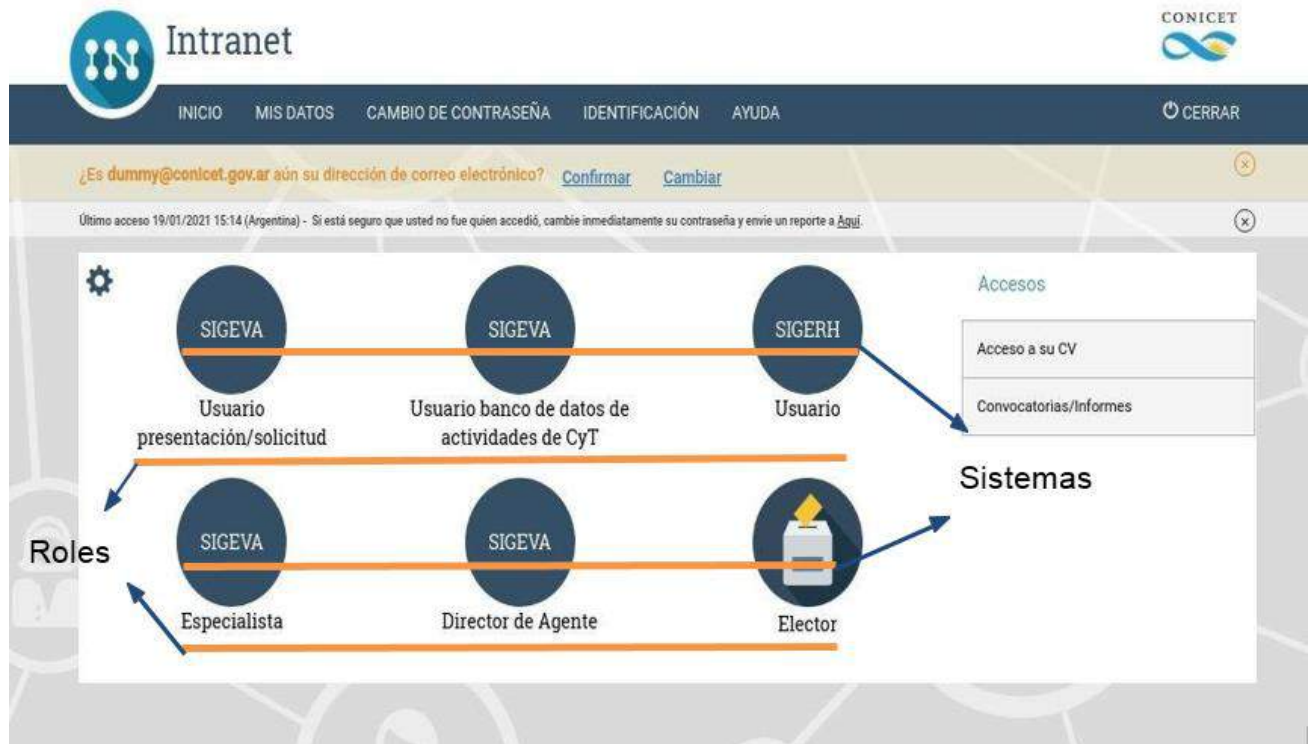 IN Intranet
CONICET
INICIO MIS DATOS CAMBIO DE CONTRASEÑA IDENTIFICACIÓN AYUDA CERRAR
¿Es dummy@conicet.gov.ar aún su dirección de correo electrónico? Confirmar Cambiar
Último acceso 19/01/2021 15:14 (Argentina) - Si está seguro que usted no fue quien accedió, cambie inmediatamente su contraseña y envie un reporte a Aquí.
Accesos
SIGEVA SIGEVA SIGERH
Acceso a su CV
Usuario Usuario banco de datos de Usuario
presentación/solicitud actividades de CyT
Convocatorias/Informes
Sistemas
Roles
SIGEVA SIGEVA
Especialista Director de Agente Elector